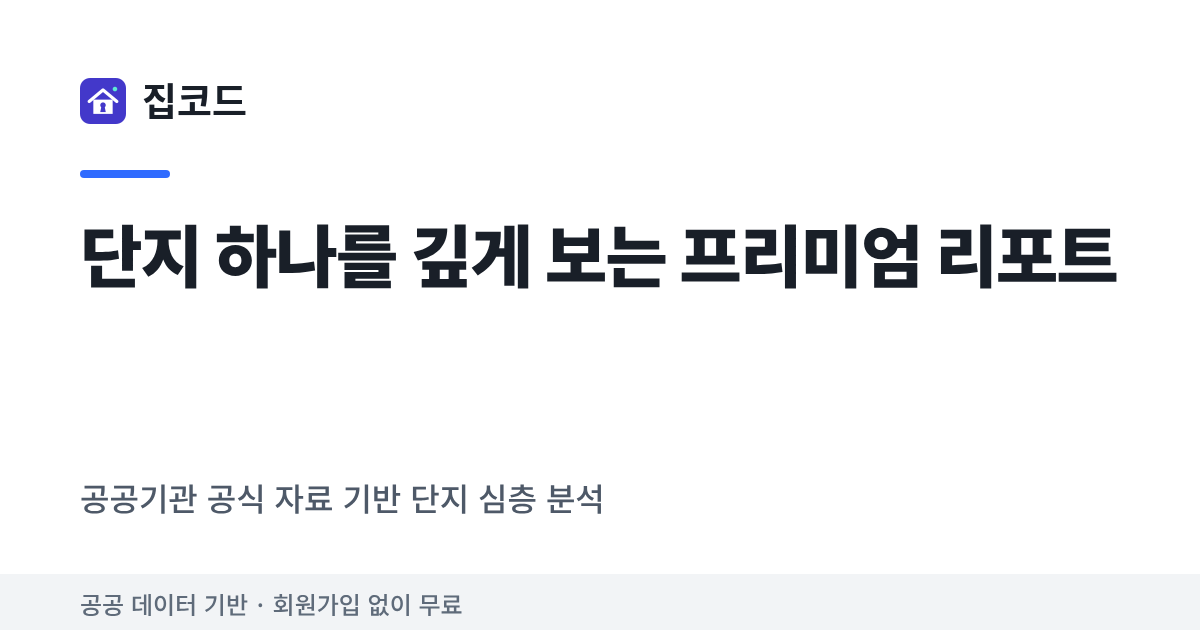 집코드
단지 하나를 깊게 보는 프리미엄 리포트
공공기관 공식 자료 기반 단지 심층 분석
공공 데이터 기반 · 회원가입 없이 무료